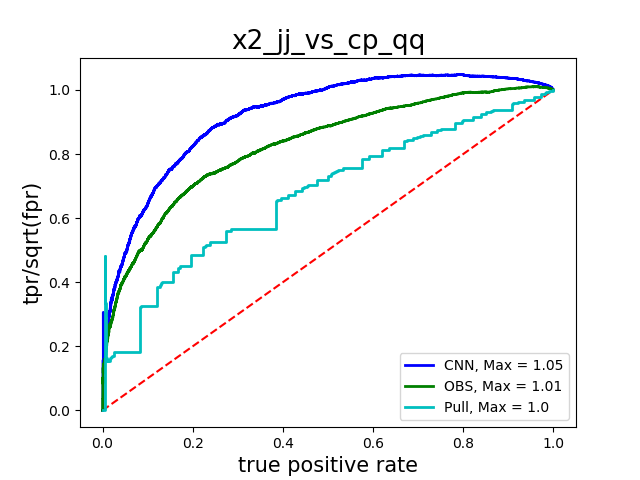 x2_jj_vs_cp_qq
tpr/sqrt(fpr)
1.0
0.8
0.6
0.4
0.2
0.0
0.0 0.2 0.4 0.6 0.8 1.0
true positive rate
CNN, Max = 1.05
OBS, Max = 1.01
Pull, Max = 1.0